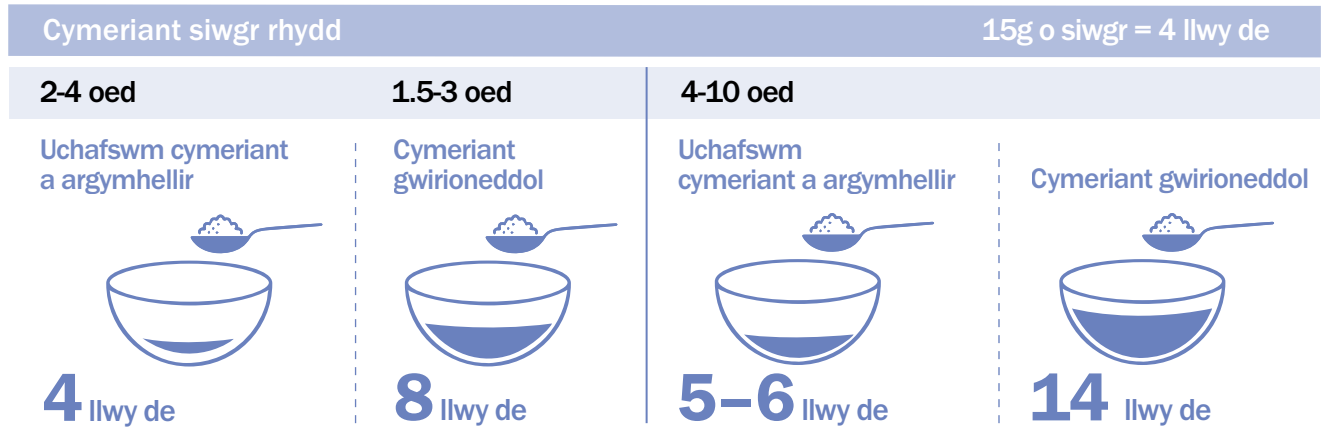 Cymeriant siwgr rhydd
15g o siwgr = 4 llwy de
2-4 oed
1.5-3 oed
4-10 oed
Uchafswm cymeriant
a argymhellir
Cymeriant
gwirioneddol
Uchafswm
cymeriant a argymhellir
Cymeriant gwirioneddol
4 llwy de
8 llwy de
5–6 llwy de
14 llwy de